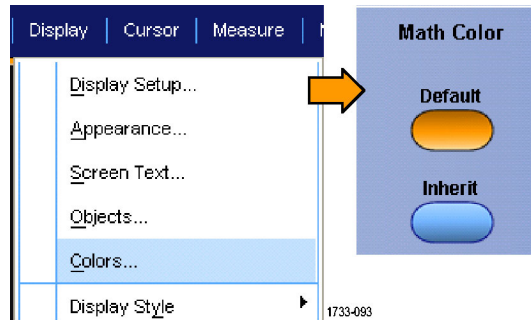 Display Cursor Measure
Display Setup...
Appearance...
Screen Text...
Objects...
Colors...
Display Style
1733-093
Math Color
Default
Inherit